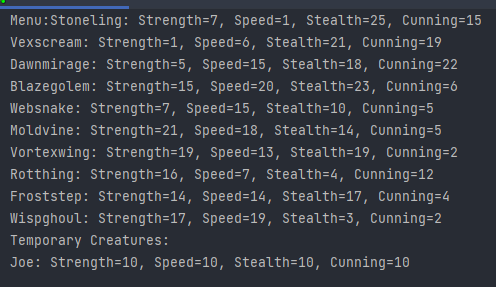 Menu:Stoneling: Strength=7, Speed=1, Stealth=25, Cunning=15
Vexscream: Strength=1, Speed=6, Stealth=21, Cunning=19
Dawnmirage: Strength=5, Speed=15, Stealth=18, Cunning=22
Blazegolem: Strength=15, Speed=20, Stealth=23, Cunning=6
Websnake: Strength=7, Speed=15, Stealth=10, Cunning=5
Moldvine: Strength=21, Speed=18, Stealth=14, Cunning=5
Vortexwing: Strength=19, Speed=13, Stealth=19, Cunning=2
Rotthing: Strength=16, Speed=7, Stealth=4, Cunning=12
Froststep: Strength=14, Speed=14, Stealth=17, Cunning=4
Wispghoul: Strength=17, Speed=19, Stealth=3, Cunning=2
Temporary Creatures:
Joe: Strength=10, Speed=10, Stealth=10, Cunning=10